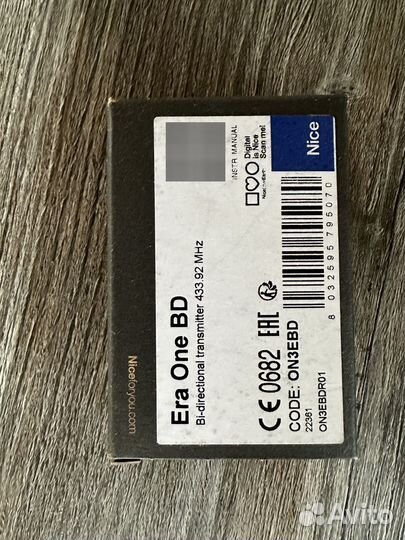 Niceforyou.com
Era One BD
Bi-directional transmitter 433.92 MHz
INSTR. MANUAL
Digital
is Nice
Scan me!
Nice
CE 0682 EAC
CODE: ON3EBD
22361
ON3EBDR01
8 032595 795070
Avito